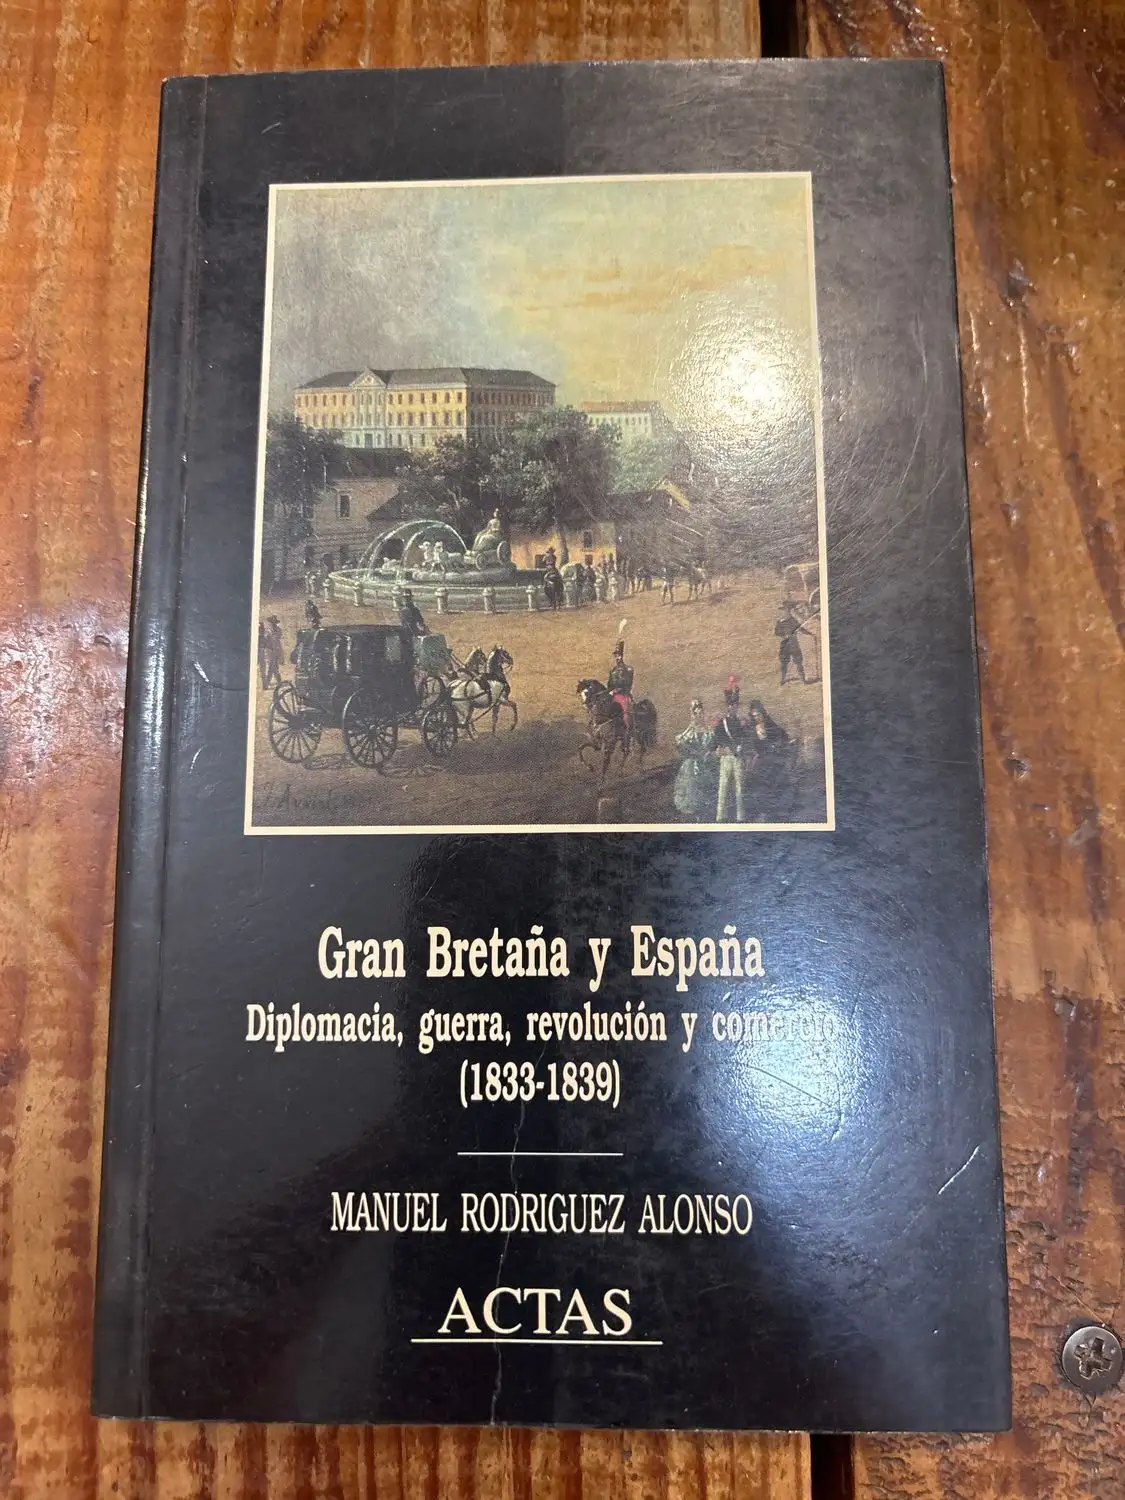 Gran Bretaña y España
Diplomacia, guerra, revolución y comercio
(1833-1839)
MANUEL RODRIGUEZ ALONSO
ACTAS